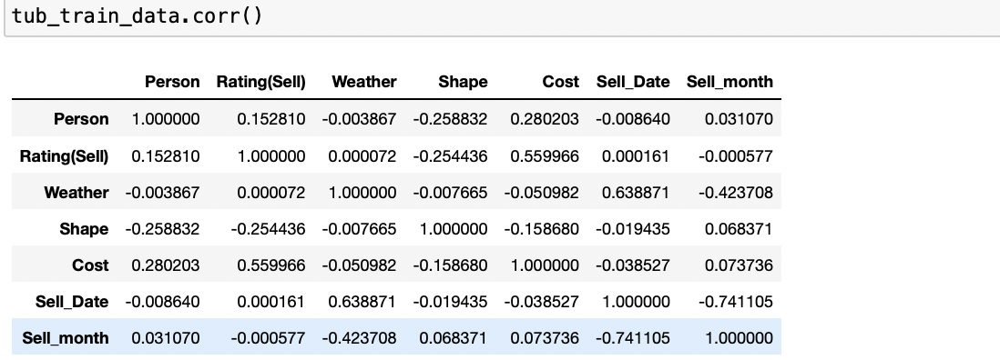 tub_train_data.corr()
Person Rating(Sell) Weather Shape Cost Sell_Date Sell_month
Person 1.000000 0.152810 -0.003867 -0.258832 0.280203 -0.008640 0.031070
Rating(Sell) 0.152810 1.000000 0.000072 -0.254436 0.559966 0.000161 -0.000577
Weather -0.003867 0.000072 1.000000 -0.007665 -0.050982 0.638871 -0.423708
Shape -0.258832 -0.254436 -0.007665 1.000000 -0.158680 -0.019435 0.068371
Cost 0.280203 0.559966 -0.050982 -0.158680 1.000000 -0.038527 0.073736
Sell_Date -0.008640 0.000161 0.638871 -0.019435 -0.038527 1.000000 -0.741105
Sell_month 0.031070 -0.000577 -0.423708 0.068371 0.073736 -0.741105 1.000000